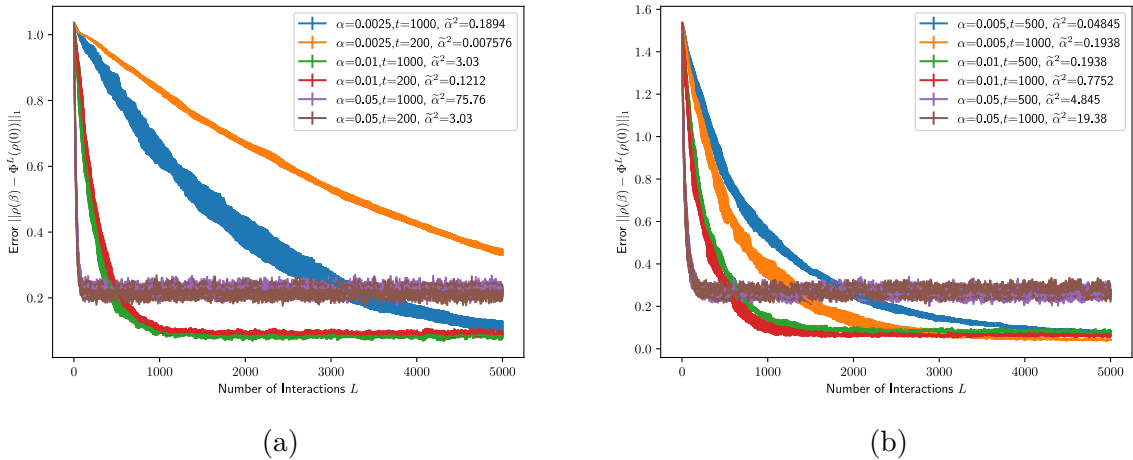 α=0.0025,t=1000, α̃²=0.1894
α=0.0025,t=200, α̃²=0.007576
α=0.01,t=1000, α̃²=3.03
α=0.01,t=200, α̃²=0.1212
α=0.05,t=1000, α̃²=75.76
α=0.05,t=200, α̃²=3.03
1.0
0.8
0.6
0.4
0.2
Error ||ρ(β) − Φ^L(ρ(0))||₁
0 1000 2000 3000 4000 5000
Number of Interactions L
(a)
α=0.005,t=500, α̃²=0.04845
α=0.005,t=1000, α̃²=0.1938
α=0.01,t=500, α̃²=0.1938
α=0.01,t=1000, α̃²=0.7752
α=0.05,t=500, α̃²=4.845
α=0.05,t=1000, α̃²=19.38
1.6
1.4
1.2
1.0
0.8
0.6
0.4
0.2
0.0
Error ||ρ(β) − Φ^L(ρ(0))||₁
0 1000 2000 3000 4000 5000
Number of Interactions L
(b)